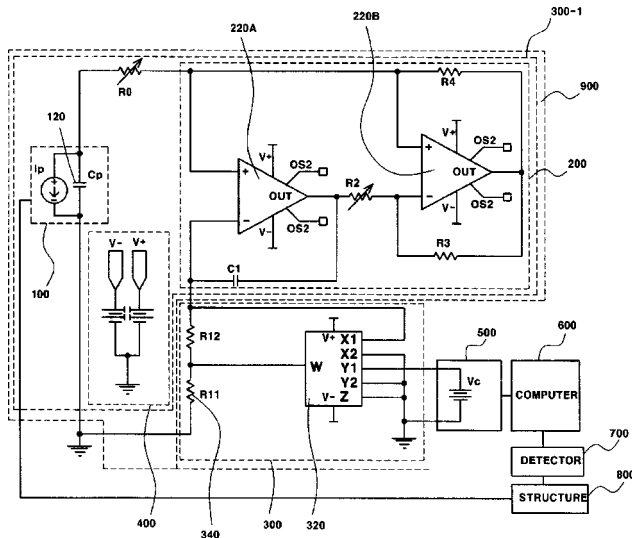 220A
220B
300-1
900
R0
R4
200
120
Ip
Cp
V+
OS2
+
OUT
-
V-
OS2
R2
V+
OS2
+
OUT
-
V-
OS2
R3
100
V-
V+
C1
R12
R11
V+
X1
X2
W
Y1
Y2
Z
V-
500
Vc
600
COMPUTER
700
DETECTOR
800
STRUCTURE
400
340
300
320